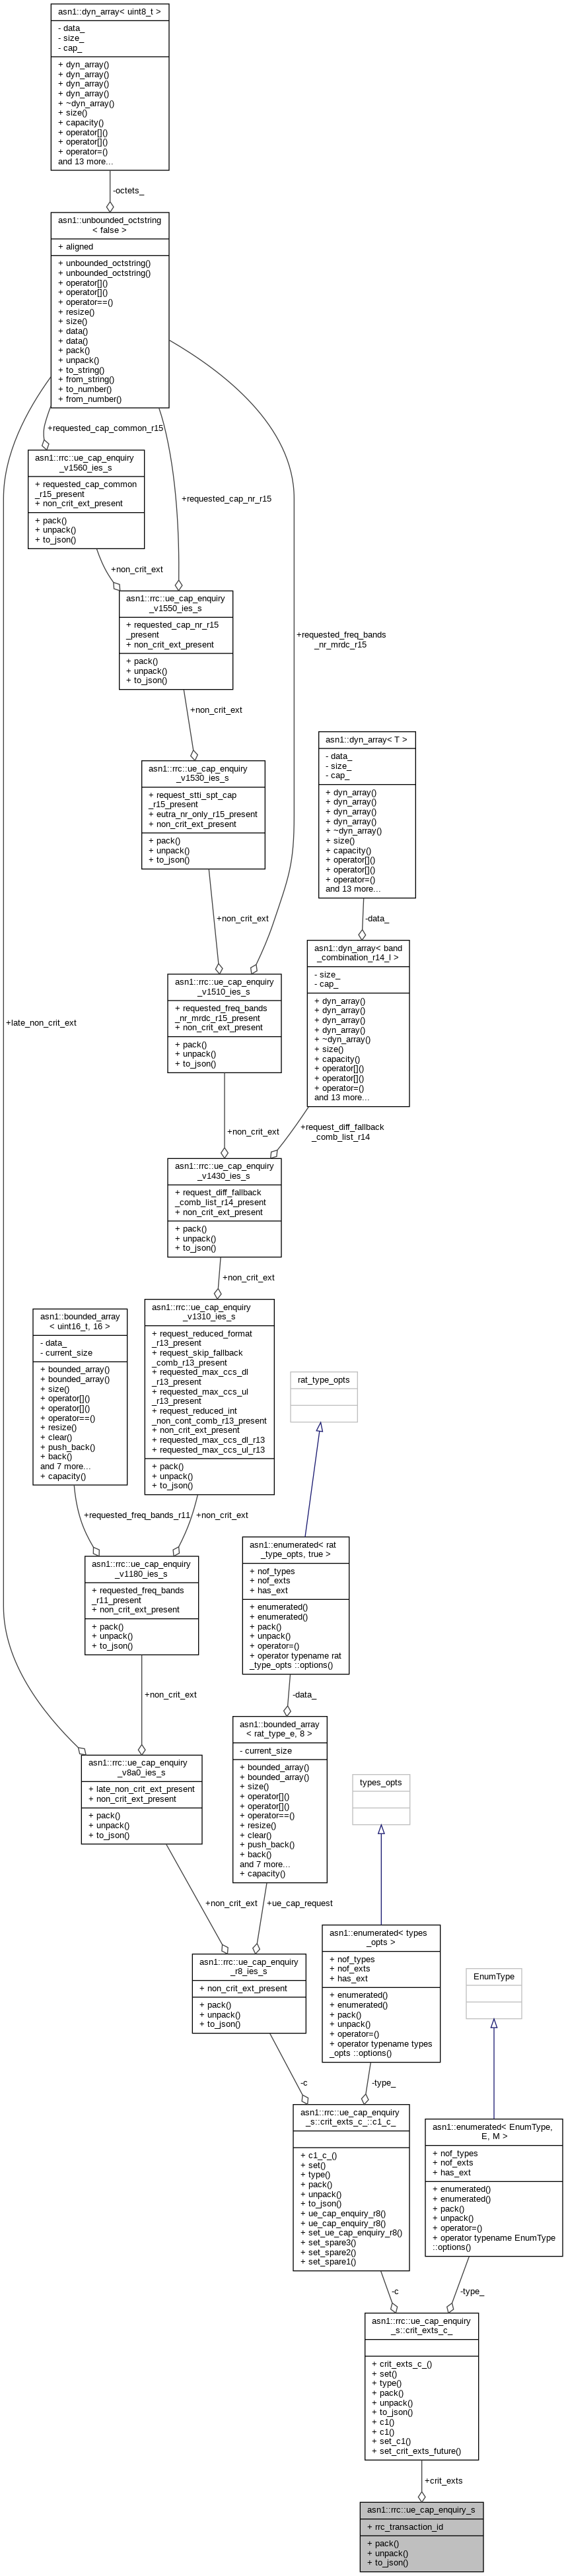 asn1::dyn_array< uint8_t >
- data_
- size_
- cap_
+ dyn_array()
+ dyn_array()
+ dyn_array()
+ dyn_array()
+ ~dyn_array()
+ size()
+ capacity()
+ operator[]()
+ operator[]()
+ operator=()
and 13 more...
-octets_
asn1::unbounded_octstring
< false >
+ aligned
+ unbounded_octstring()
+ unbounded_octstring()
+ operator[]()
+ operator[]()
+ operator==()
+ resize()
+ size()
+ data()
+ data()
+ pack()
+ unpack()
+ to_string()
+ from_string()
+ to_number()
+ from_number()
+requested_cap_common_r15
asn1::rrc::ue_cap_enquiry
_v1560_ies_s
+ requested_cap_common
_r15_present
+ non_crit_ext_present
+ pack()
+ unpack()
+ to_json()
+requested_cap_nr_r15
+non_crit_ext
asn1::rrc::ue_cap_enquiry
_v1550_ies_s
+ requested_cap_nr_r15
_present
+ non_crit_ext_present
+ pack()
+ unpack()
+ to_json()
+requested_freq_bands
_nr_mrdc_r15
+non_crit_ext
asn1::rrc::ue_cap_enquiry
_v1530_ies_s
+ request_stti_spt_cap
_r15_present
+ eutra_nr_only_r15_present
+ non_crit_ext_present
+ pack()
+ unpack()
+ to_json()
asn1::dyn_array< T >
- data_
- size_
- cap_
+ dyn_array()
+ dyn_array()
+ dyn_array()
+ dyn_array()
+ ~dyn_array()
+ size()
+ capacity()
+ operator[]()
+ operator[]()
+ operator=()
and 13 more...
+non_crit_ext
-data_
asn1::dyn_array< band
_combination_r14_l >
- size_
- cap_
+ dyn_array()
+ dyn_array()
+ dyn_array()
+ dyn_array()
+ ~dyn_array()
+ size()
+ capacity()
+ operator[]()
+ operator[]()
+ operator=()
and 13 more...
asn1::rrc::ue_cap_enquiry
_v1510_ies_s
+ requested_freq_bands
_nr_mrdc_r15_present
+ non_crit_ext_present
+ pack()
+ unpack()
+ to_json()
+late_non_crit_ext
+non_crit_ext
+request_diff_fallback
_comb_list_r14
asn1::rrc::ue_cap_enquiry
_v1430_ies_s
+ request_diff_fallback
_comb_list_r14_present
+ non_crit_ext_present
+ pack()
+ unpack()
+ to_json()
+non_crit_ext
asn1::rrc::ue_cap_enquiry
_v1310_ies_s
+ request_reduced_format
_r13_present
+ request_skip_fallback
_comb_r13_present
+ requested_max_ccs_dl
_r13_present
+ requested_max_ccs_ul
_r13_present
+ request_reduced_int
_non_cont_comb_r13_present
+ non_crit_ext_present
+ requested_max_ccs_dl_r13
+ requested_max_ccs_ul_r13
+ pack()
+ unpack()
+ to_json()
asn1::bounded_array
< uint16_t, 16 >
- data_
- current_size
+ bounded_array()
+ bounded_array()
+ size()
+ operator[]()
+ operator[]()
+ operator==()
+ resize()
+ clear()
+ push_back()
+ back()
and 7 more...
+ capacity()
rat_type_opts
+requested_freq_bands_r11
+non_crit_ext
asn1::rrc::ue_cap_enquiry
_v1180_ies_s
+ requested_freq_bands
_r11_present
+ non_crit_ext_present
+ pack()
+ unpack()
+ to_json()
asn1::enumerated< rat
_type_opts, true >
+ nof_types
+ nof_exts
+ has_ext
+ enumerated()
+ enumerated()
+ pack()
+ unpack()
+ operator=()
+ operator typename rat
_type_opts ::options()
+non_crit_ext
-data_
asn1::bounded_array
< rat_type_e, 8 >
- current_size
+ bounded_array()
+ bounded_array()
+ size()
+ operator[]()
+ operator[]()
+ operator==()
+ resize()
+ clear()
+ push_back()
+ back()
and 7 more...
+ capacity()
asn1::rrc::ue_cap_enquiry
_v8a0_ies_s
+ late_non_crit_ext_present
+ non_crit_ext_present
+ pack()
+ unpack()
+ to_json()
types_opts
+non_crit_ext
+ue_cap_request
asn1::rrc::ue_cap_enquiry
_r8_ies_s
+ non_crit_ext_present
+ pack()
+ unpack()
+ to_json()
asn1::enumerated< types
_opts >
+ nof_types
+ nof_exts
+ has_ext
+ enumerated()
+ enumerated()
+ pack()
+ unpack()
+ operator=()
+ operator typename types
_opts ::options()
EnumType
-c
-type_
asn1::rrc::ue_cap_enquiry
_s::crit_exts_c_::c1_c_
+ c1_c_()
+ set()
+ type()
+ pack()
+ unpack()
+ to_json()
+ ue_cap_enquiry_r8()
+ ue_cap_enquiry_r8()
+ set_ue_cap_enquiry_r8()
+ set_spare3()
+ set_spare2()
+ set_spare1()
asn1::enumerated< EnumType,
E, M >
+ nof_types
+ nof_exts
+ has_ext
+ enumerated()
+ enumerated()
+ pack()
+ unpack()
+ operator=()
+ operator typename EnumType
::options()
-c
-type_
asn1::rrc::ue_cap_enquiry
_s::crit_exts_c_
+ crit_exts_c_()
+ set()
+ type()
+ pack()
+ unpack()
+ to_json()
+ c1()
+ c1()
+ set_c1()
+ set_crit_exts_future()
+crit_exts
asn1::rrc::ue_cap_enquiry_s
+ rrc_transaction_id
+ pack()
+ unpack()
+ to_json()